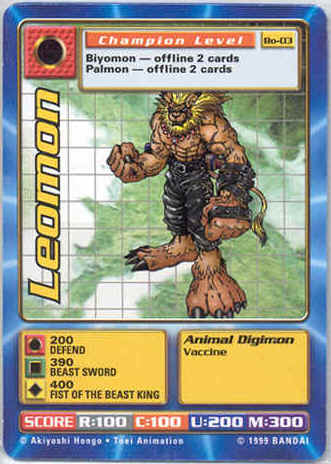 Champion Level
Bo-03
Biyomon — offline 2 cards
Palmon — offline 2 cards
Leomon
200
DEFEND
390
BEAST SWORD
400
FIST OF THE BEAST KING
Animal Digimon
Vaccine
SCORE R:100 C:100 U:200 M:300
© Akiyoshi Hongo • Toei Animation
© 1999 BANDAI